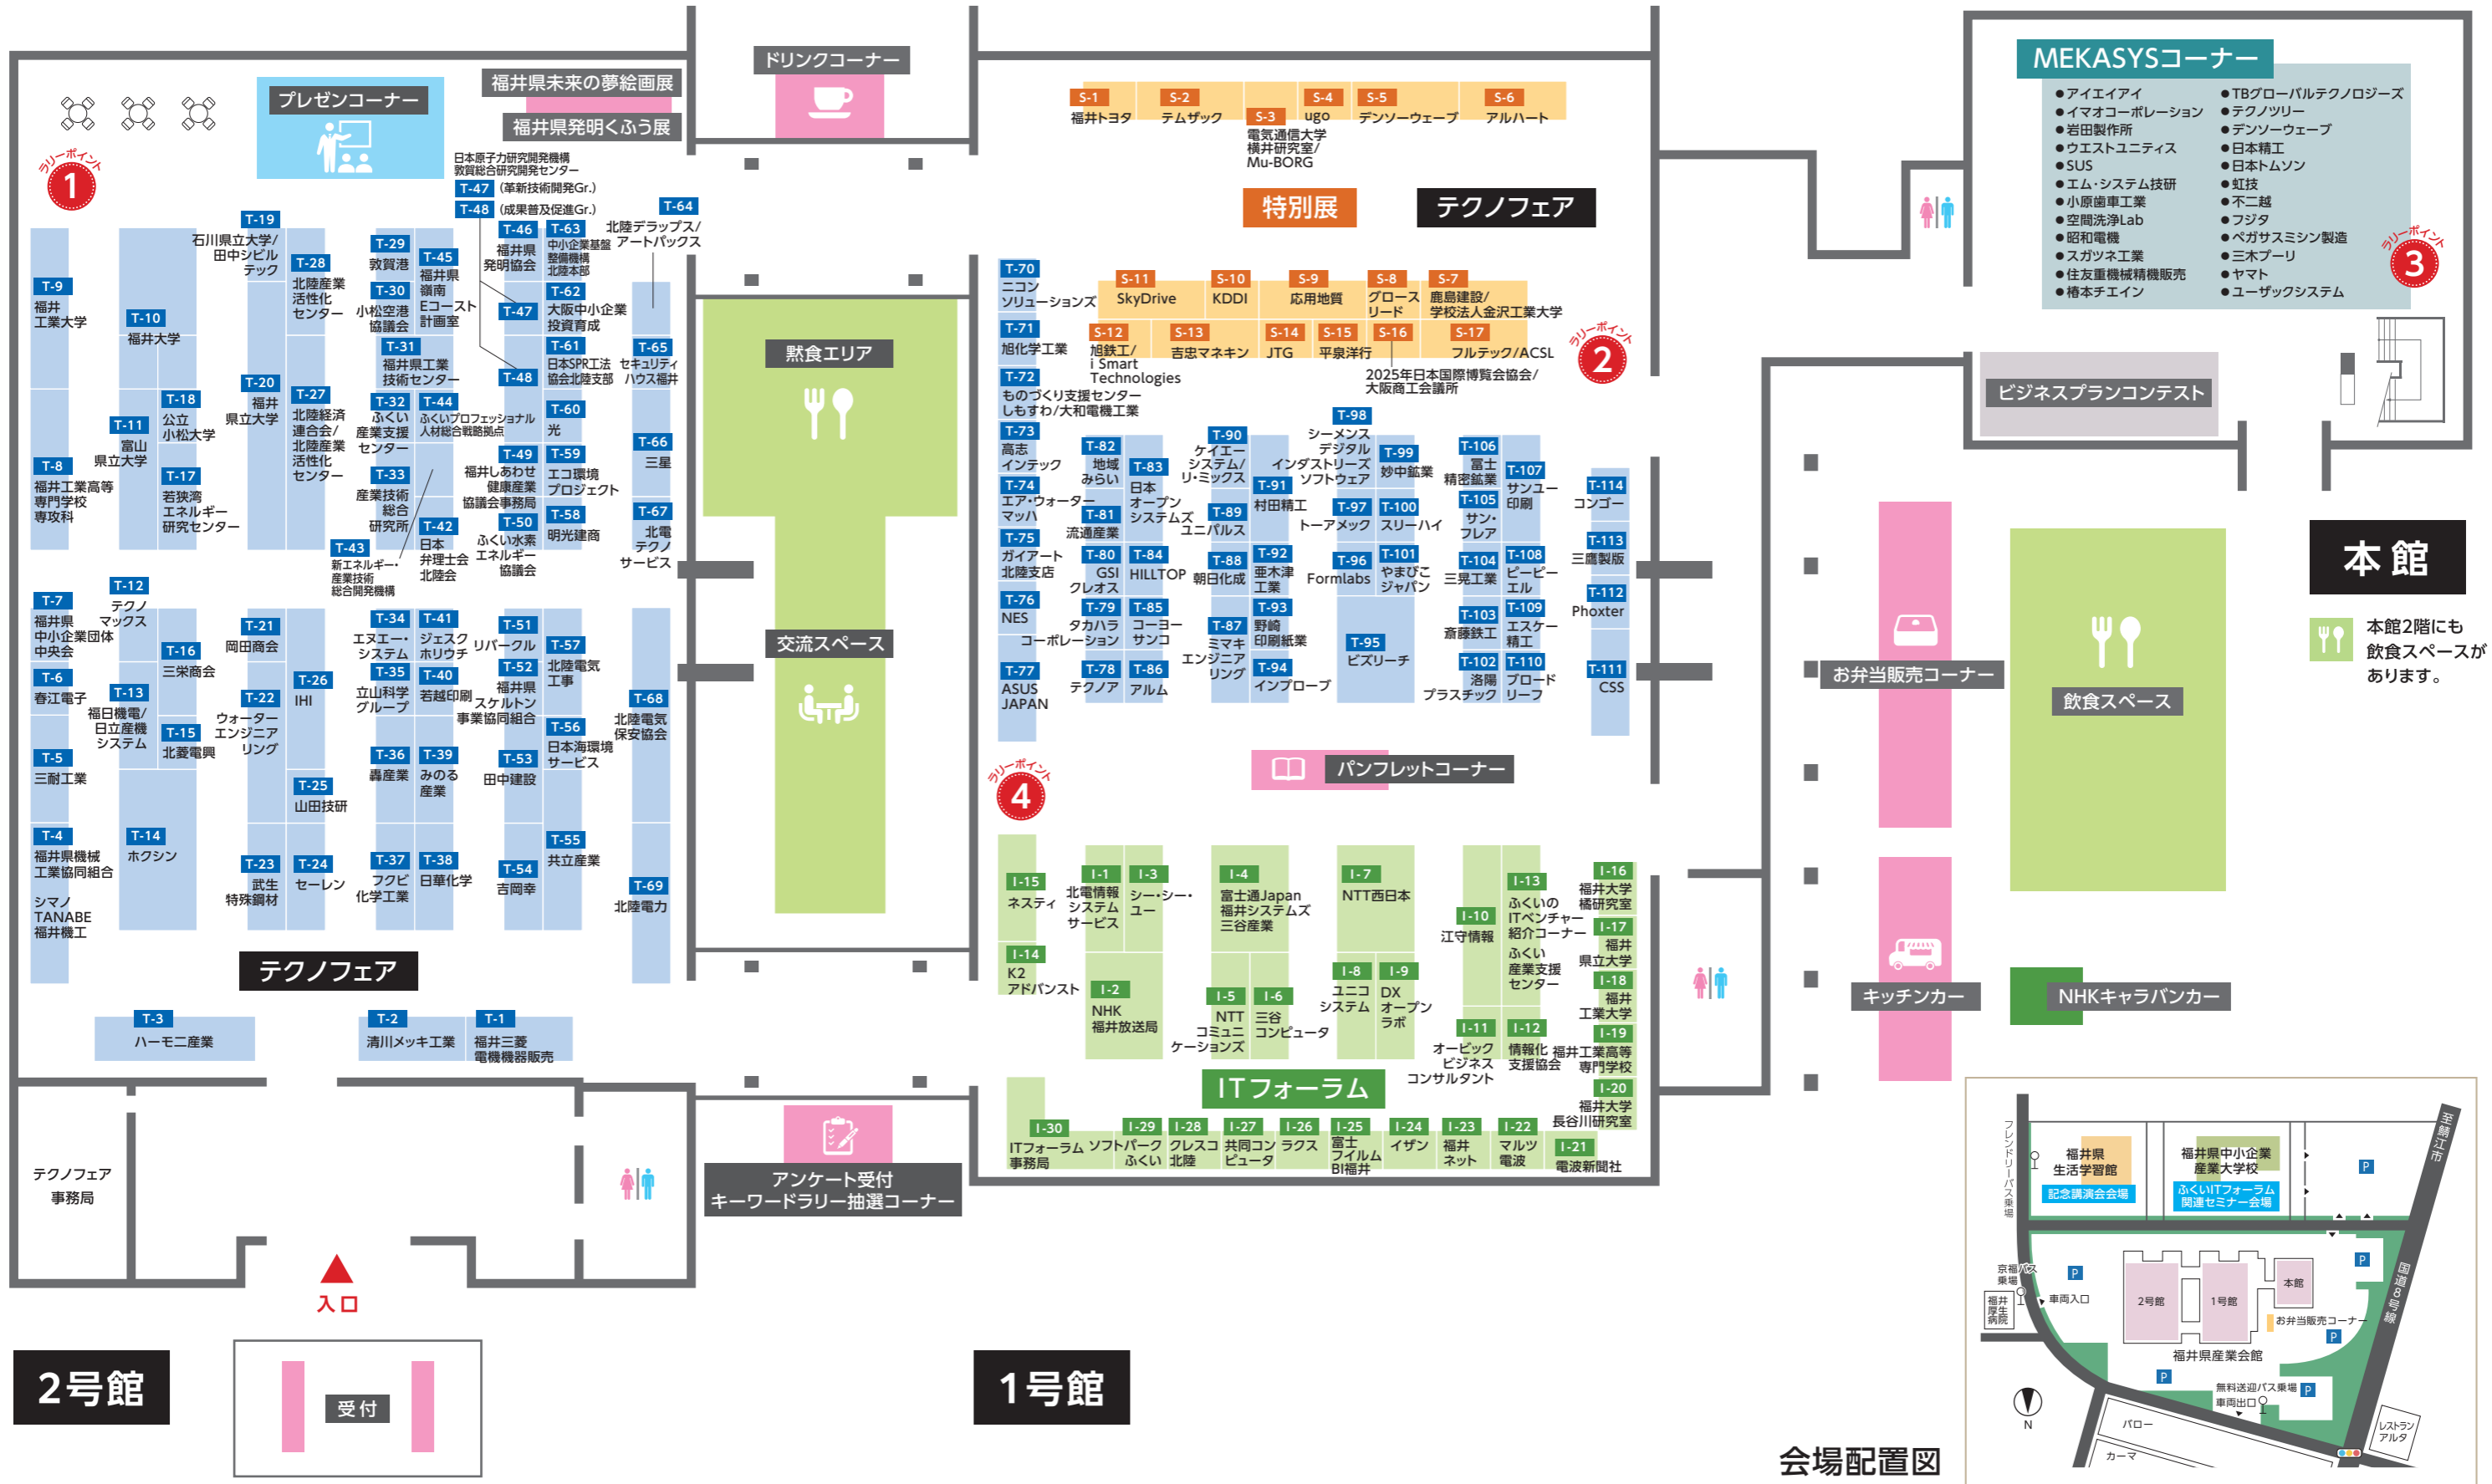 ドリンクコーナー
福井県未来の夢絵画展
福井県発明くふう展
プレゼンコーナー
ラリーポイント
1
日本原子力研究開発機構
敦賀総合研究開発センター
T-47 (革新技術開発Gr.)
T-48 (成果普及促進Gr.)
T-9
福井
工業大学
T-8
福井工業高等
専門学校
専攻科
T-10
福井大学
T-11
富山
県立大学
T-18
公立
小松大学
T-17
若狭湾
エネルギー
研究センター
T-19
石川県立大学/
田中シビル
テック
T-28
北陸産業
活性化
センター
T-20
福井
県立大学
T-27
北陸経済
連合会/
北陸産業
活性化
センター
T-29
敦賀港
T-30
小松空港
協議会
T-45
福井県
嶺南
Eコースト
計画室
T-31
福井県工業
技術センター
T-32
ふくい
産業支援
センター
T-44
ふくいプロフェッショナル
人材総合戦略拠点
T-33
産業技術
総合
研究所
T-43
新エネルギー・
産業技術
総合開発機構
T-42
日本
弁理士会
北陸会
T-46
福井県
発明協会
T-63
中小企業基盤
整備機構
北陸本部
T-47
T-62
大阪中小企業
投資育成
T-48
T-61
日本SPR工法
協会北陸支部
T-60
光
T-49
福井しあわせ
健康産業
協議会事務局
T-59
エコ環境
プロジェクト
T-50
ふくい水素
エネルギー
協議会
T-58
明光建商
T-64
北陸デラップス/
アートパックス
T-65
セキュリティ
ハウス福井
T-66
三星
T-67
北電
テクノ
サービス
T-7
福井県
中小企業団体
中央会
T-6
春江電子
T-5
三耐工業
T-4
福井県機械
工業協同組合
シマノ
TANABE
福井機工
T-12
テクノ
マックス
T-16
三栄商会
T-13
福日機電/
日立産機
システム
T-15
北菱電興
T-14
ホクシン
T-21
岡田商会
T-26
IHI
T-22
ウォーター
エンジニア
リング
T-25
山田技研
T-23
武生
特殊鋼材
T-24
セーレン
T-34
エヌエー・
システム
T-41
ジェスク
ホリウチ
T-35
立山科学
グループ
T-40
若越印刷
T-36
轟産業
T-39
みのる
産業
T-37
フクビ
化学工業
T-38
日華化学
T-51
リバークル
T-57
北陸電気
工事
T-52
福井県
スケルトン
事業協同組合
T-56
日本海環境
サービス
T-53
田中建設
T-55
共立産業
T-54
吉岡幸
T-68
北陸電気
保安協会
T-69
北陸電力
テクノフェア
T-3
ハーモニ産業
T-2
清川メッキ工業
T-1
福井三菱
電機機器販売
テクノフェア
事務局
入口
2号館
受付
黙食エリア
交流スペース
アンケート受付
キーワードラリー抽選コーナー
S-1
福井トヨタ
S-2
テムザック
S-3
電気通信大学
横井研究室/
Mu-BORG
S-4
ugo
S-5
デンソーウェーブ
S-6
アルハート
特別展
テクノフェア
S-11
SkyDrive
S-10
KDDI
S-9
応用地質
S-8
グロース
リード
S-7
鹿島建設/
学校法人金沢工業大学
S-12
旭鉄工/
i Smart
Technologies
S-13
吉忠マネキン
S-14
JTG
S-15
平泉洋行
S-16
2025年日本国際博覧会協会/
大阪商工会議所
S-17
フルテック/ACSL
ラリーポイント
2
T-70
ニコン
ソリューションズ
T-71
旭化学工業
T-72
ものづくり支援センター
しもすわ/大和電機工業
T-73
高志
インテック
T-74
エア・ウォーター
マッハ
T-75
ガイアート
北陸支店
T-76
NES
T-77
ASUS
JAPAN
T-82
地域
みらい
T-83
日本
オープン
システムズ
T-81
流通産業
T-80
GSI
クレオス
T-84
HILLTOP
T-79
タカハラ
コーポレーション
T-85
コーヨー
サンコ
T-78
テクノア
T-86
アルム
T-90
ケイエー
システム/
リ・ミックス
T-91
村田精工
T-89
ユニパルス
T-88
朝日化成
T-92
亜木津
工業
T-87
ミマキ
エンジニア
リング
T-93
野崎
印刷紙業
T-94
インプローブ
T-98
シーメンス
デジタル
インダストリーズ
ソフトウェア
T-99
妙中鉱業
T-97
トーアメック
T-100
スリーハイ
T-96
Formlabs
T-101
やまびこ
ジャパン
T-95
ビズリーチ
T-106
富士
精密鉱業
T-107
サンユー
印刷
T-105
サン・
フレア
T-104
三晃工業
T-108
ピーピー
エル
T-103
斎藤鉄工
T-109
エスケー
精工
T-102
洛陽
プラスチック
T-110
ブロード
リーフ
T-114
コンゴー
T-113
三鷹製版
T-112
Phoxter
T-111
CSS
パンフレットコーナー
ラリーポイント
4
I-15
ネスティ
I-14
K2
アドバンスト
I-1
北電情報
システム
サービス
I-3
シー・シー・
ユー
I-2
NHK
福井放送局
I-4
富士通Japan
福井システムズ
三谷産業
I-5
NTT
コミュニ
ケーションズ
I-6
三谷
コンピュータ
I-7
NTT西日本
I-8
ユニコ
システム
I-9
DX
オープン
ラボ
I-10
江守情報
I-13
ふくいの
ITベンチャー
紹介コーナー
ふくい
産業支援
センター
I-11
オービック
ビジネス
コンサルタント
I-12
情報化
支援協会
I-16
福井大学
橘研究室
I-17
福井
県立大学
I-18
福井
工業大学
I-19
福井工業高等
専門学校
I-20
福井大学
長谷川研究室
ITフォーラム
I-30
ITフォーラム
事務局
I-29
ソフトパーク
ふくい
I-28
クレスコ
北陸
I-27
共同コン
ピュータ
I-26
ラクス
I-25
富士
フイルム
BI福井
I-24
イザン
I-23
福井
ネット
I-22
マルツ
電波
I-21
電波新聞社
1号館
MEKASYSコーナー
●アイエイアイ
●イマオコーポレーション
●岩田製作所
●ウエストユニティス
●SUS
●エム・システム技研
●小原歯車工業
●空間洗浄Lab
●昭和電機
●スガツネ工業
●住友重機械精機販売
●椿本チエイン
●TBグローバルテクノロジーズ
●テクノツリー
●デンソーウェーブ
●日本精工
●日本トムソン
●虹技
●不二越
●フジタ
●ペガサスミシン製造
●三木プーリ
●ヤマト
●ユーザックシステム
ラリーポイント
3
ビジネスプランコンテスト
本館
本館2階にも
飲食スペースが
あります。
お弁当販売コーナー
飲食スペース
キッチンカー
NHKキャラバンカー
会場配置図
フレンドリーバス乗場
福井県
生活学習館
記念講演会会場
福井県中小企業
産業大学校
ふくいITフォーラム
関連セミナー会場
P
至鯖江市
国道8号線
京福バス
乗場
福井
厚生
病院
車両入口
P
P
2号館
1号館
本館
お弁当販売コーナー
P
福井県産業会館
P
無料送迎バス乗場
P
車両出口
N
バロー
カーマ
レストラン
アルタ